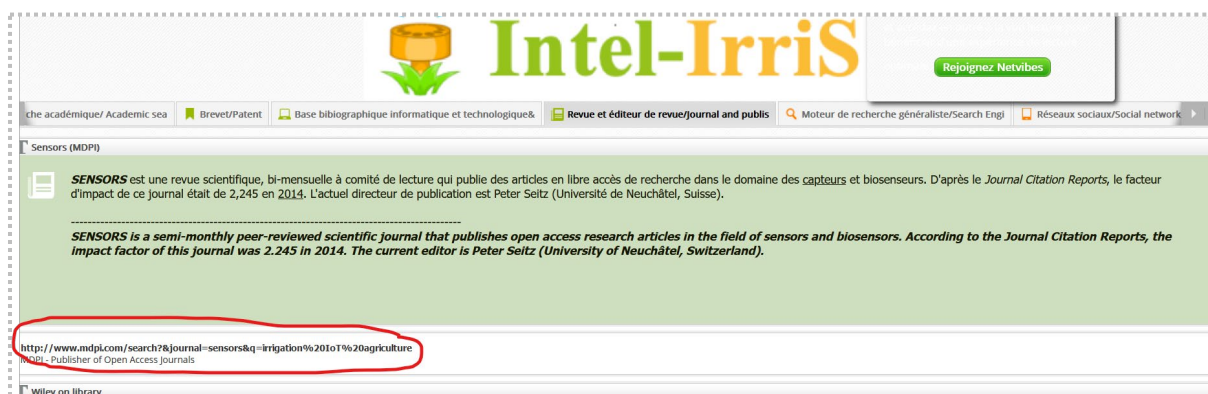 Intel-IrriS
Rejoignez Netvibes
che académique/ Academic sea
Brevet/Patent
Base bibiographique informatique et technologique&
Revue et éditeur de revue/Journal and publis
Moteur de recherche généraliste/Search Engi
Réseaux sociaux/Social network
Sensors (MDPI)
SENSORS est une revue scientifique, bi-mensuelle à comité de lecture qui publie des articles en libre accès de recherche dans le domaine des capteurs et biosenseurs. D'après le Journal Citation Reports, le facteur
d'impact de ce journal était de 2,245 en 2014. L'actuel directeur de publication est Peter Seitz (Université de Neuchâtel, Suisse).
SENSORS is a semi-monthly peer-reviewed scientific journal that publishes open access research articles in the field of sensors and biosensors. According to the Journal Citation Reports, the
impact factor of this journal was 2.245 in 2014. The current editor is Peter Seitz (University of Neuchâtel, Switzerland).
http://www.mdpi.com/search?&journal=sensors&q=irrigation%20IoT%20agriculture
MDPI - Publisher of Open Access Journals
Wiley on library